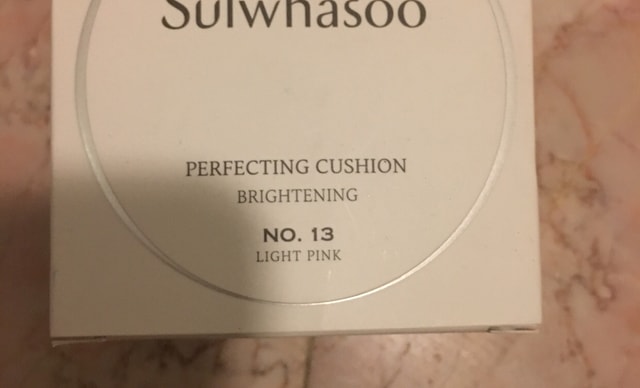 Sulwhasoo
PERFECTING CUSHION
BRIGHTENING
NO. 13
LIGHT PINK